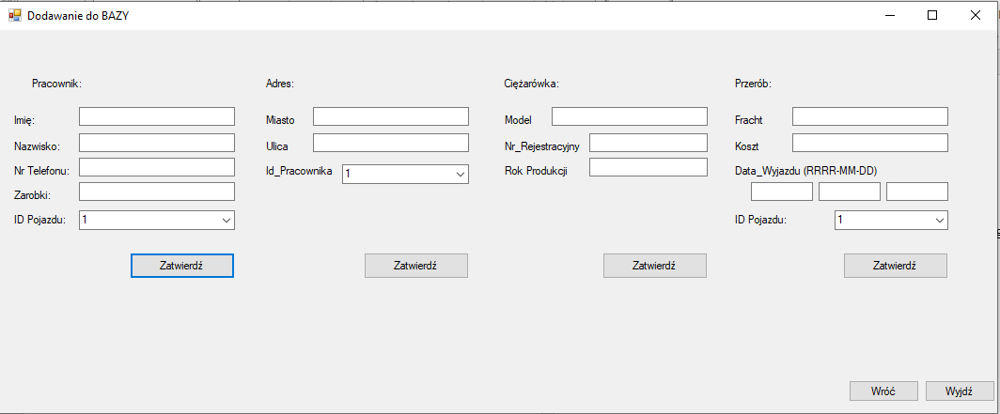 Dodawanie do BAZY
Pracownik:
Imię:
Nazwisko:
Nr Telefonu:
Zarobki:
ID Pojazdu: 1
Zatwierdź
Adres:
Miasto
Ulica
Id_Pracownika 1
Zatwierdź
Ciężarówka:
Model
Nr_Rejestracyjny
Rok Produkcji
Zatwierdź
Przerób:
Fracht
Koszt
Data_Wyjazdu (RRRR-MM-DD)
ID Pojazdu: 1
Zatwierdź
Wróć Wyjdź